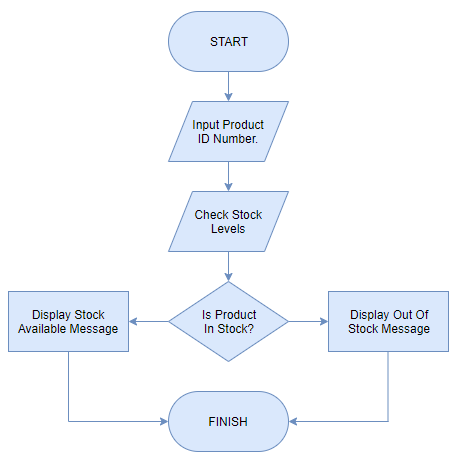 START
Input Product
ID Number.
Check Stock
Levels
Is Product
In Stock?
Display Stock
Available Message
Display Out Of
Stock Message
FINISH